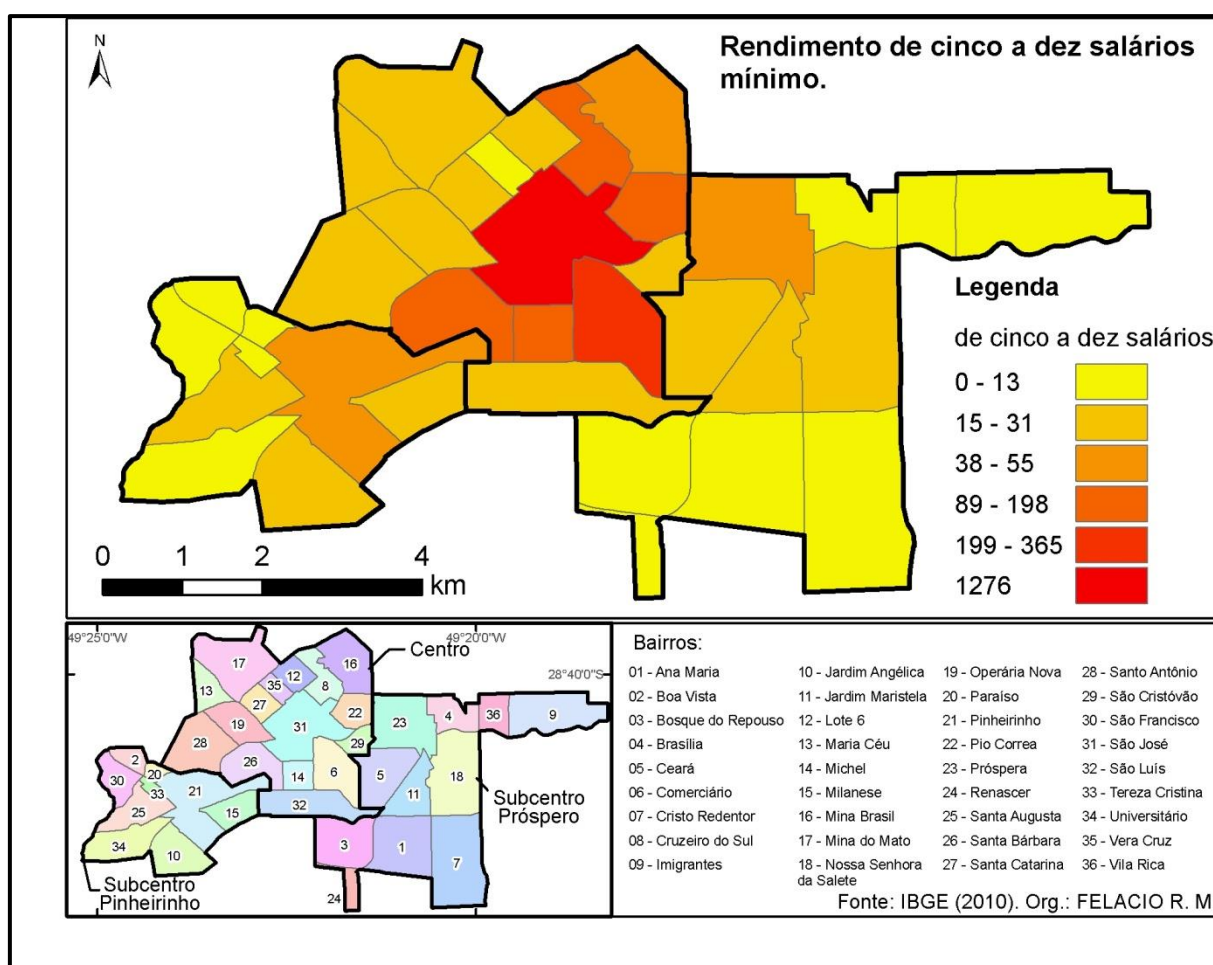 N
Rendimento de cinco a dez salários
mínimo.
Legenda
de cinco a dez salários
0 - 13
15 - 31
38 - 55
89 - 198
199 - 365
1276
0 1 2 4
km
49°25'0"W
49°20'0"W
28°40'0"S
Centro
Subcentro
Próspero
Subcentro
Pinheirinho
17
12
16
35
8
13
27
22
19
31
23
4
36
9
28
29
2
26
20
30
14
6
5
18
33
21
11
25
15
32
34
10
3
1
7
24
Bairros:
01 - Ana Maria
02 - Boa Vista
03 - Bosque do Repouso
04 - Brasília
05 - Ceará
06 - Comerciário
07 - Cristo Redentor
08 - Cruzeiro do Sul
09 - Imigrantes
10 - Jardim Angélica
11 - Jardim Maristela
12 - Lote 6
13 - Maria Céu
14 - Michel
15 - Milanese
16 - Mina Brasil
17 - Mina do Mato
18 - Nossa Senhora
da Salete
19 - Operária Nova
20 - Paraíso
21 - Pinheirinho
22 - Pio Correa
23 - Próspera
24 - Renascer
25 - Santa Augusta
26 - Santa Bárbara
27 - Santa Catarina
28 - Santo Antônio
29 - São Cristóvão
30 - São Francisco
31 - São José
32 - São Luís
33 - Tereza Cristina
34 - Universitário
35 - Vera Cruz
36 - Vila Rica
Fonte: IBGE (2010). Org.: FELACIO R. M